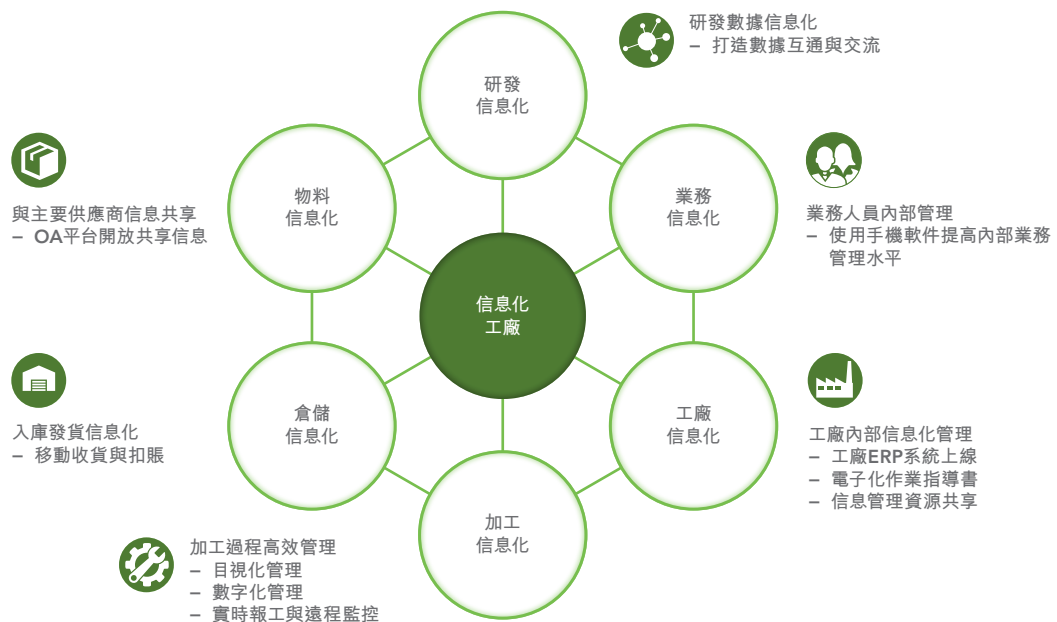 研發數據信息化
– 打造數據互通與交流
研發
信息化
物料
信息化
業務
信息化
與主要供應商信息共享
– OA平台開放共享信息
業務人員內部管理
– 使用手機軟件提高內部業務
管理水平
信息化
工廠
倉儲
信息化
工廠
信息化
入庫發貨信息化
– 移動收貨與扣賬
工廠內部信息化管理
– 工廠ERP系統上線
– 電子化作業指導書
– 信息管理資源共享
加工
信息化
加工過程高效管理
– 目視化管理
– 數字化管理
– 實時報工與遠程監控